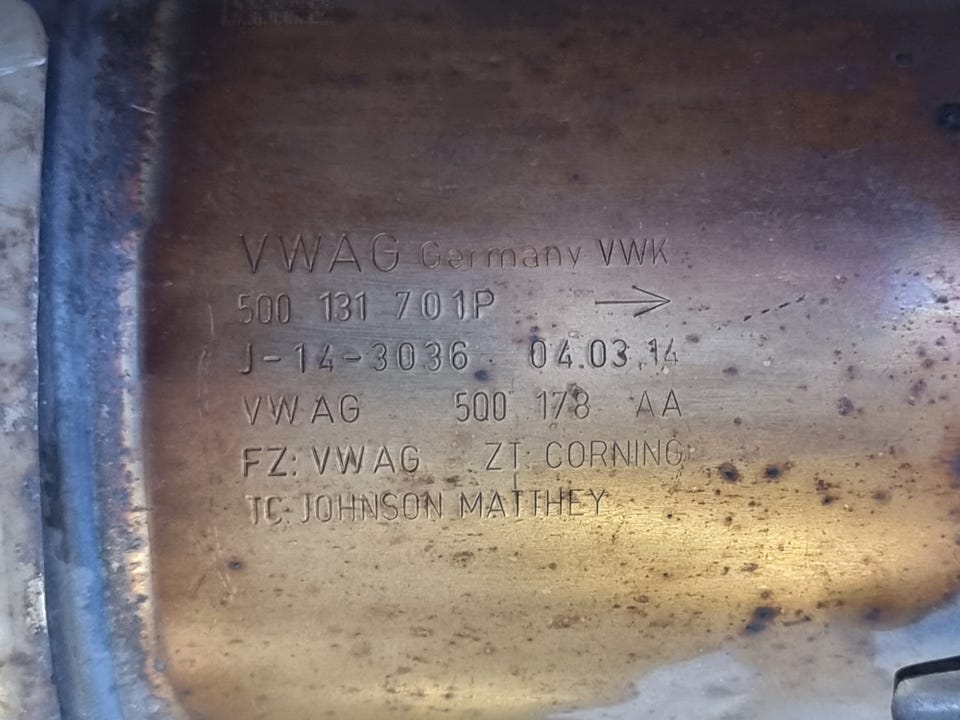 VWAG Germany VWK
5Q0 131 701P →
J-14-3036 04.03.14
VWAG 5Q0 178 AA
FZ: VWAG ZT: CORNING
TC: JOHNSON MATTHEY